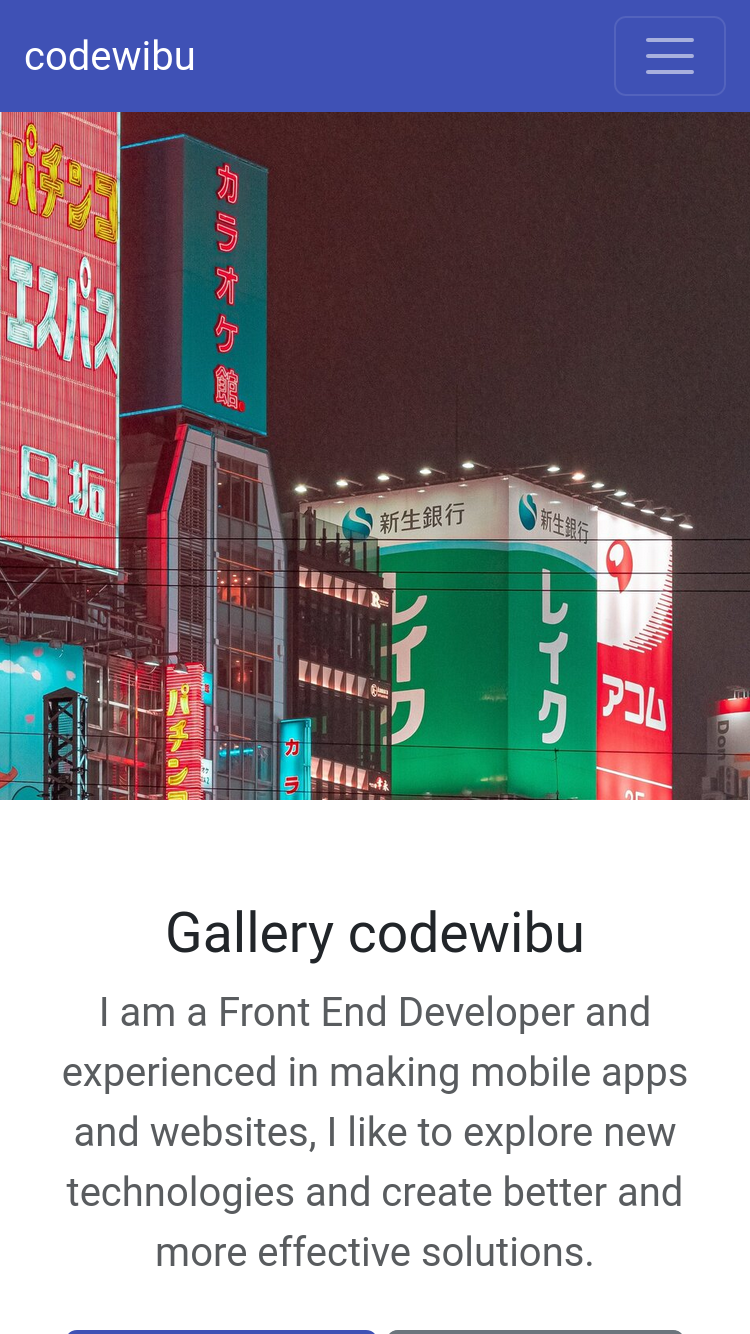 codewibu
パチンコ
エスパス
日拓
カラオケ館
新生銀行
新生銀行
レイク
レイク
アコム
パチンコ
カラ
Gallery codewibu
I am a Front End Developer and
experienced in making mobile apps
and websites, I like to explore new
technologies and create better and
more effective solutions.